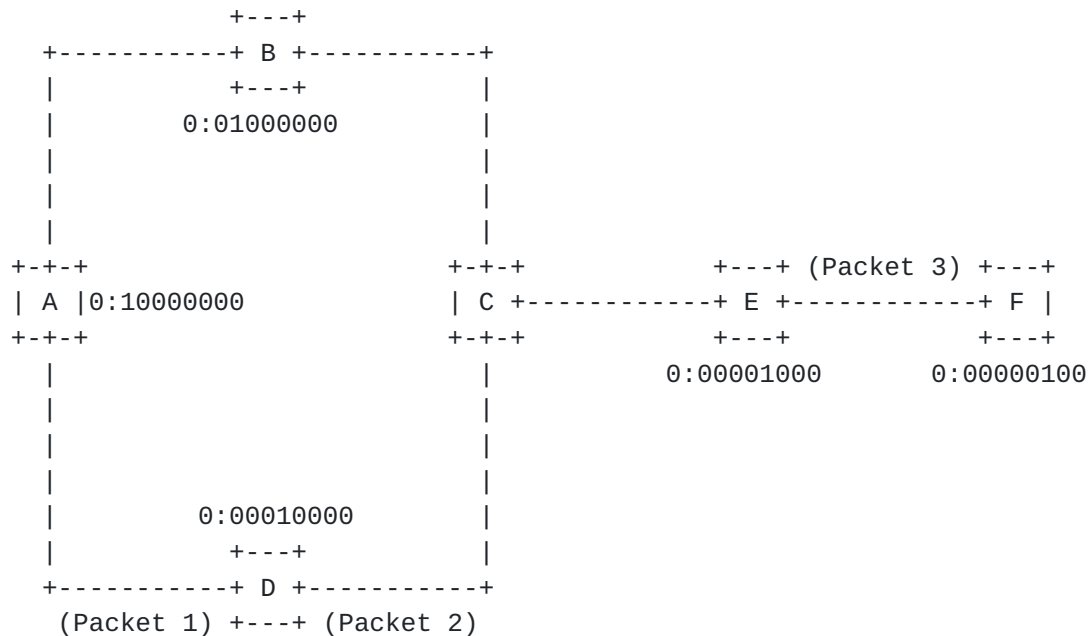 B
0:01000000
(Packet 3)
A 0:10000000 C E F
0:00001000 0:00000100
0:00010000
D
(Packet 1) (Packet 2)